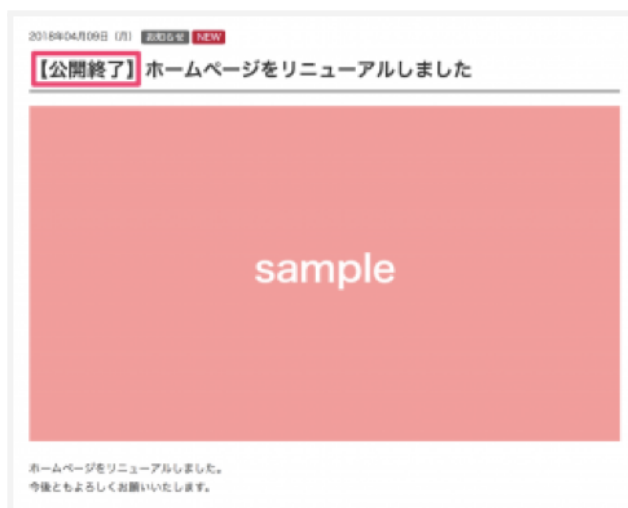 2018年04月09日（月） お知らせ NEW
【公開終了】ホームページをリニューアルしました
sample
ホームページをリニューアルしました。
今後ともよろしくお願いいたします。